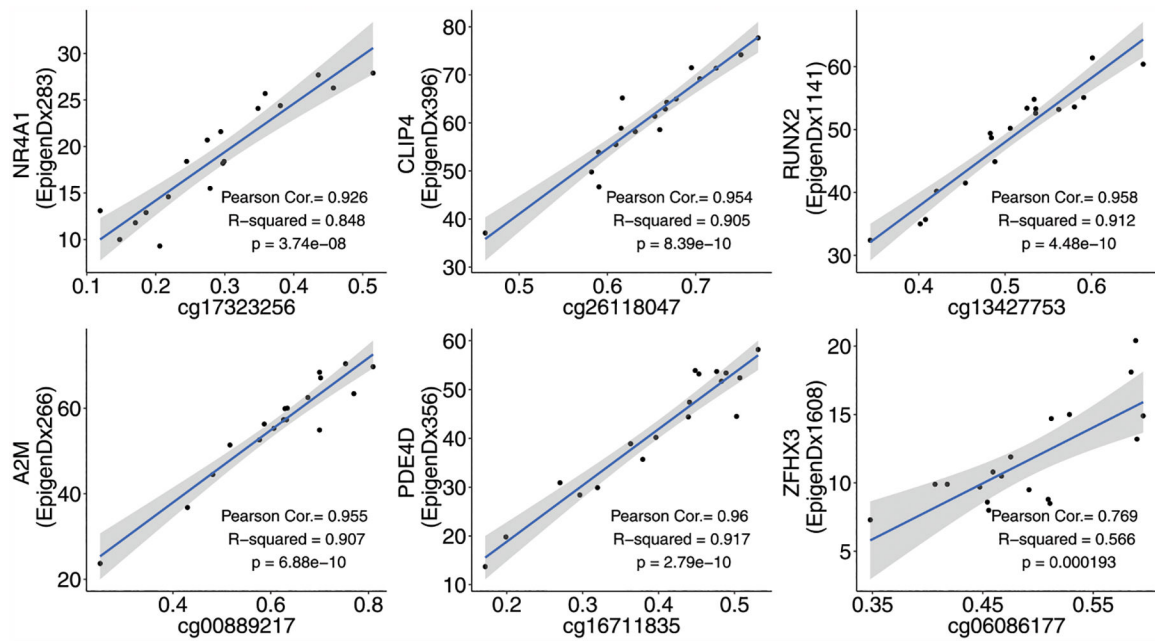 NR4A1
(EpigenDx283)
30
25
20
15
10
Pearson Cor.= 0.926
R-squared = 0.848
p = 3.74e-08
0.1 0.2 0.3 0.4 0.5
cg17323256
CLIP4
(EpigenDx396)
80
70
60
50
40
30
Pearson Cor.= 0.954
R-squared = 0.905
p = 8.39e-10
0.5 0.6 0.7
cg26118047
RUNX2
(EpigenDx1141)
60
50
40
30
Pearson Cor.= 0.958
R-squared = 0.912
p = 4.48e-10
0.4 0.5 0.6
cg13427753
A2M
(EpigenDx266)
60
40
20
Pearson Cor.= 0.955
R-squared = 0.907
p = 6.88e-10
0.4 0.6 0.8
cg00889217
PDE4D
(EpigenDx356)
60
50
40
30
20
10
Pearson Cor.= 0.96
R-squared = 0.917
p = 2.79e-10
0.2 0.3 0.4 0.5
cg16711835
ZFHX3
(EpigenDx1608)
20
15
10
5
Pearson Cor.= 0.769
R-squared = 0.566
p = 0.000193
0.35 0.45 0.55
cg06086177